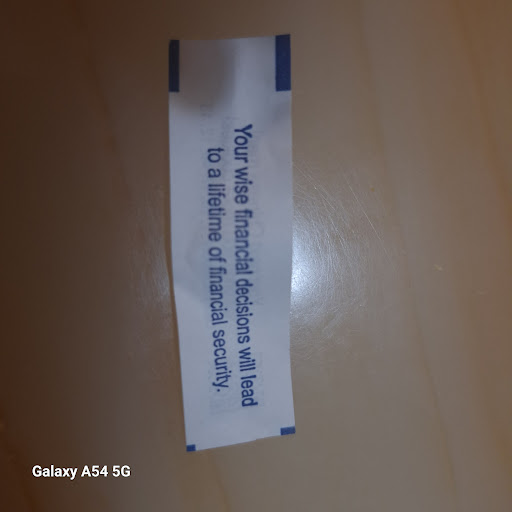 Your wise financial decisions will lead
to a lifetime of financial security.
Galaxy A54 5G